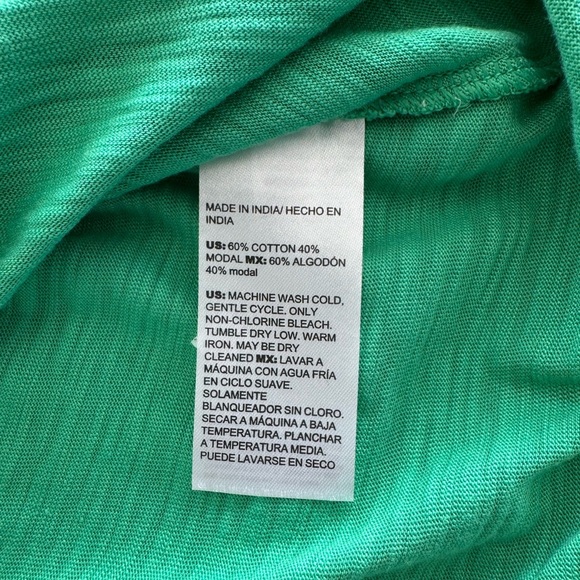 MADE IN INDIA/ HECHO EN
INDIA
US: 60% COTTON 40%
MODAL MX: 60% ALGODÓN
40% modal
US: MACHINE WASH COLD,
GENTLE CYCLE. ONLY
NON-CHLORINE BLEACH.
TUMBLE DRY LOW. WARM
IRON. MAY BE DRY
CLEANED MX: LAVAR A
MÁQUINA CON AGUA FRÍA
EN CICLO SUAVE.
SOLAMENTE
BLANQUEADOR SIN CLORO.
SECAR A MÁQUINA A BAJA
TEMPERATURA. PLANCHAR
A TEMPERATURA MEDIA.
PUEDE LAVARSE EN SECO